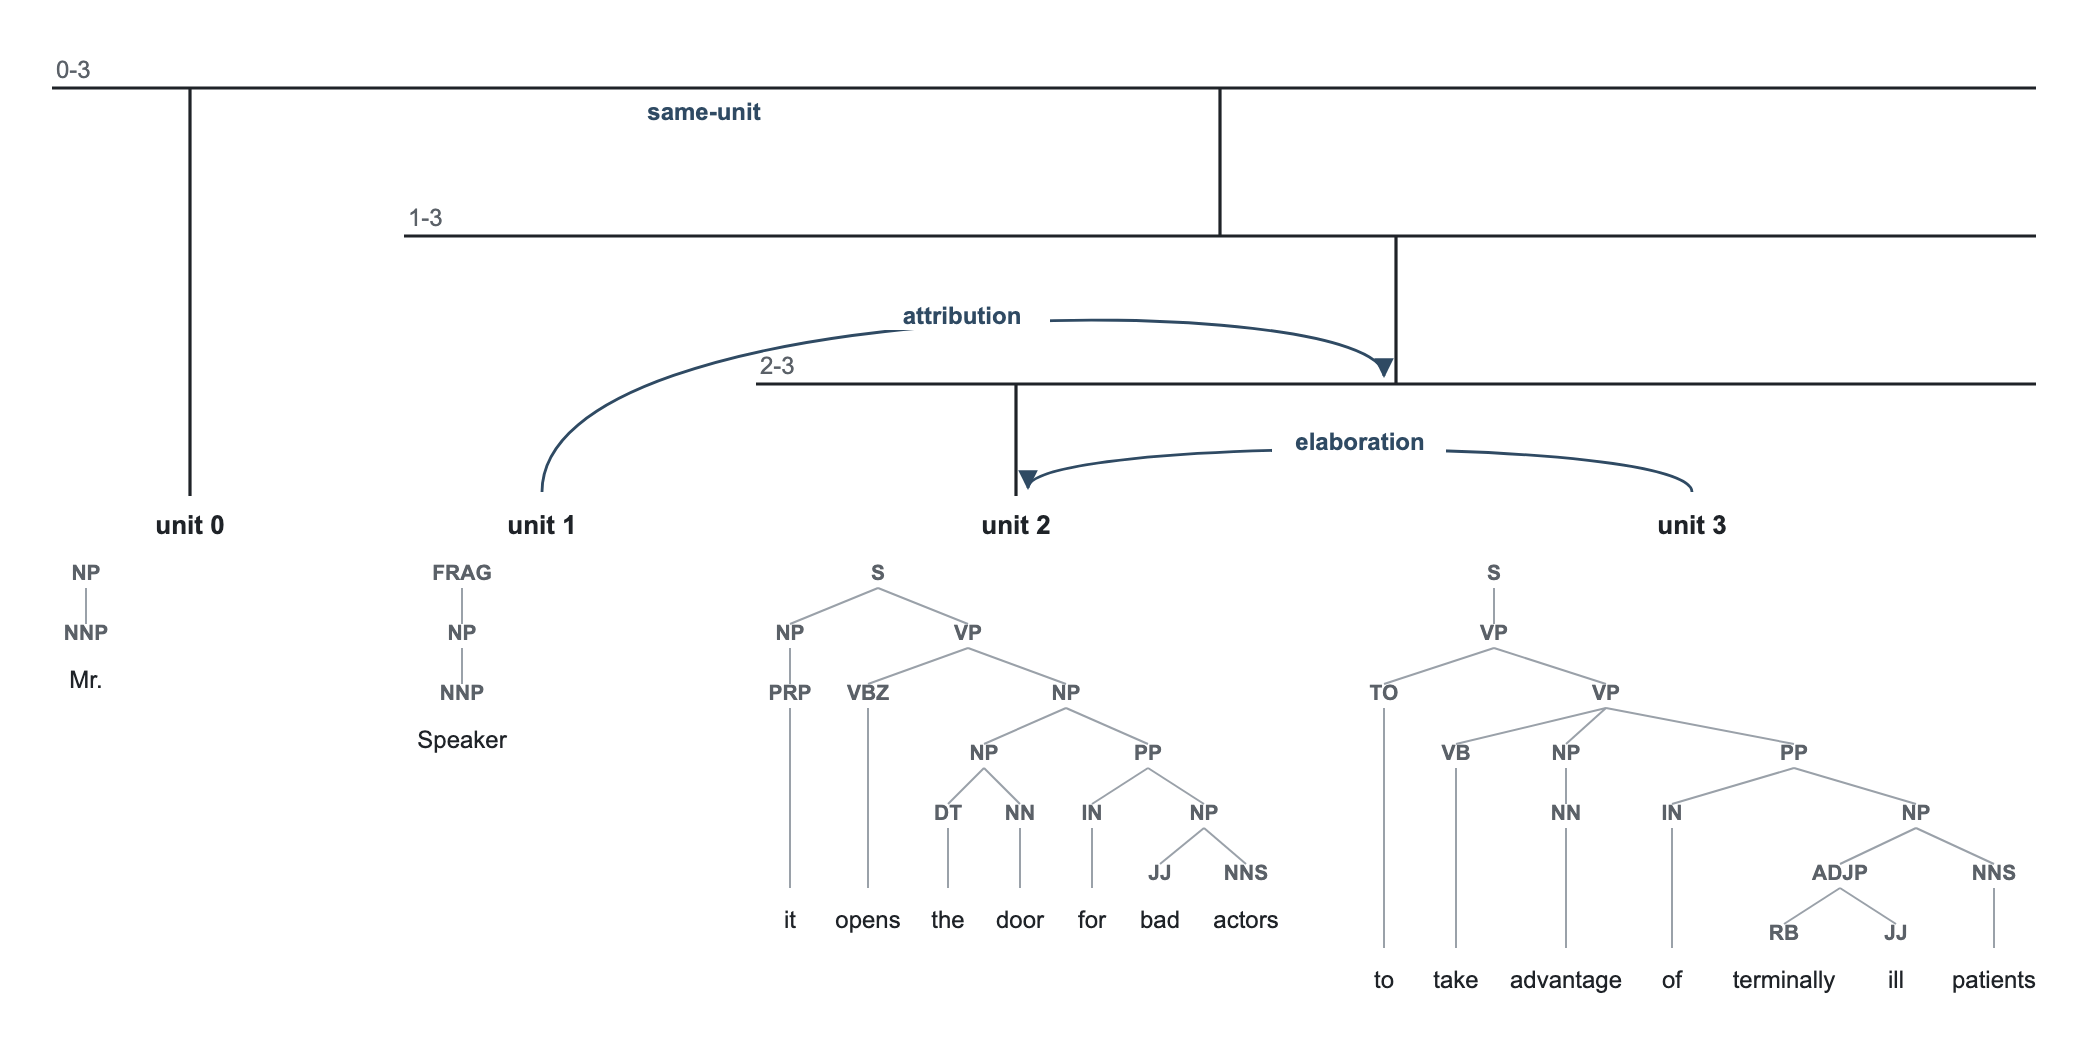 0-3
same-unit
1-3
attribution
2-3
elaboration
unit 0 unit 1 unit 2 unit 3
NP FRAG S S
NNP NP NP VP VP
Mr. NNP PRP VBZ NP TO VP
Speaker NP PP VB NP PP
DT NN IN NP NN IN NP
JJ NNS ADJP NNS
it opens the door for bad actors RB JJ
to take advantage of terminally ill patients